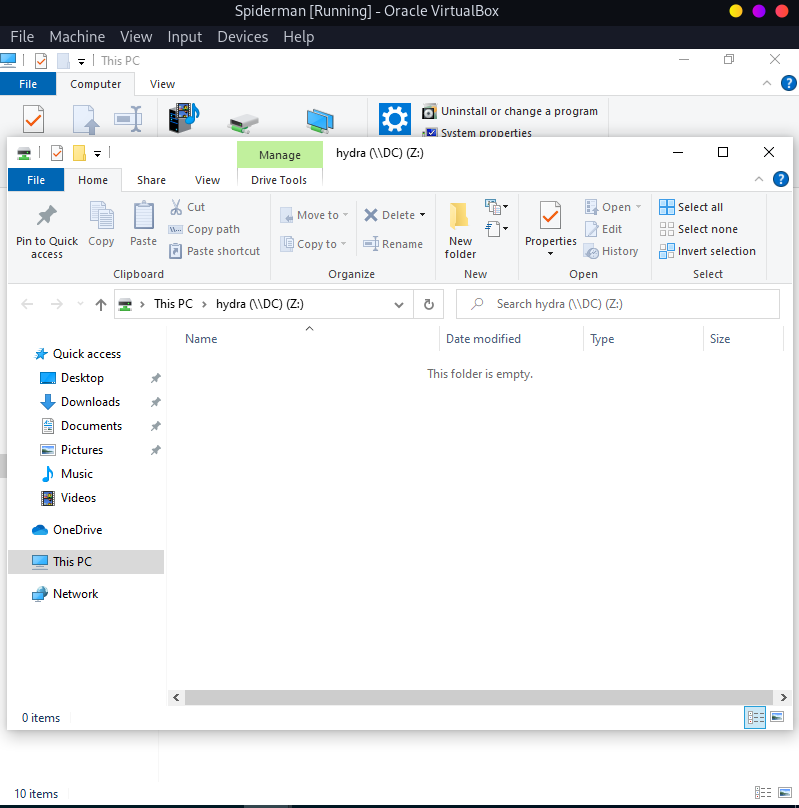 Spiderman [Running] - Oracle VirtualBox
File Machine View Input Devices Help
This PC
File Computer View
Uninstall or change a program
System properties
Manage hydra (\\DC) (Z:)
File Home Share View Drive Tools
Pin to Quick access
Copy
Paste
Cut
Copy path
Paste shortcut
Move to
Copy to
Delete
Rename
New folder
Properties
Open
Edit
History
Select all
Select none
Invert selection
Clipboard Organize New Open Select
This PC > hydra (\\DC) (Z:)
Search hydra (\\DC) (Z:)
Name Date modified Type Size
This folder is empty.
Quick access
Desktop
Downloads
Documents
Pictures
Music
Videos
OneDrive
This PC
Network
0 items
10 items